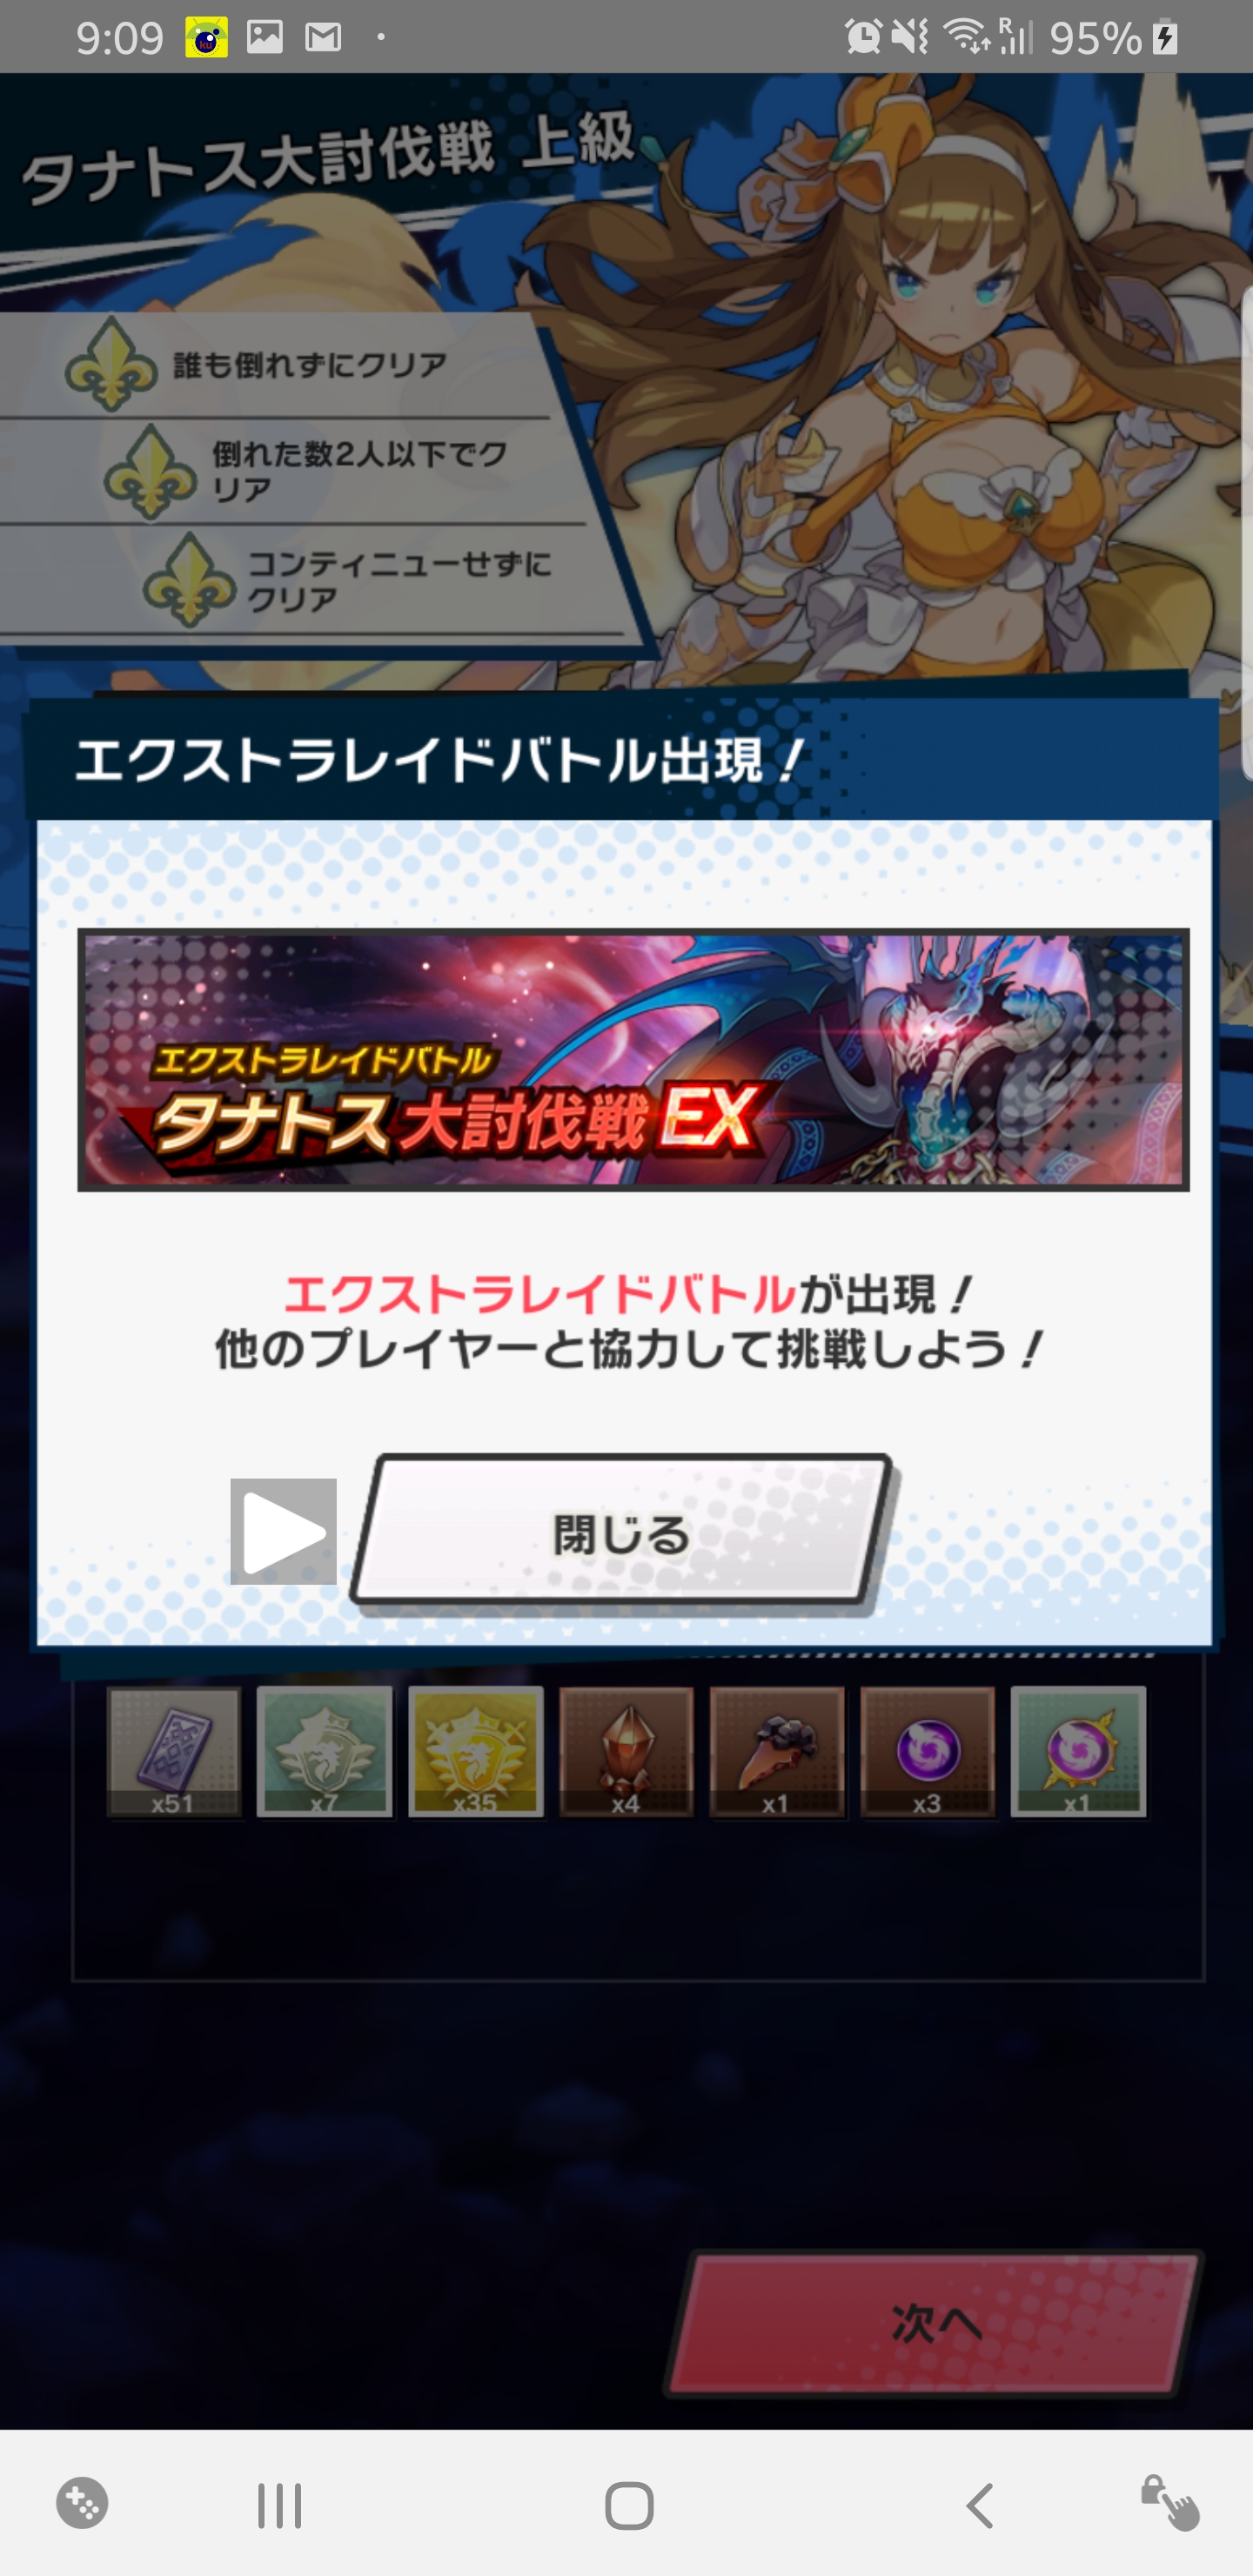 9:09
95%
タナトス大討伐戦 上級
誰も倒れずにクリア
倒れた数2人以下でク
リア
コンティニューせずに
クリア
エクストラレイドバトル出現！
エクストラレイドバトル
タナトス大討伐戦EX
エクストラレイドバトルが出現！
他のプレイヤーと協力して挑戦しよう！
閉じる
x51
x7
x35
x4
x1
x3
x1
次へ